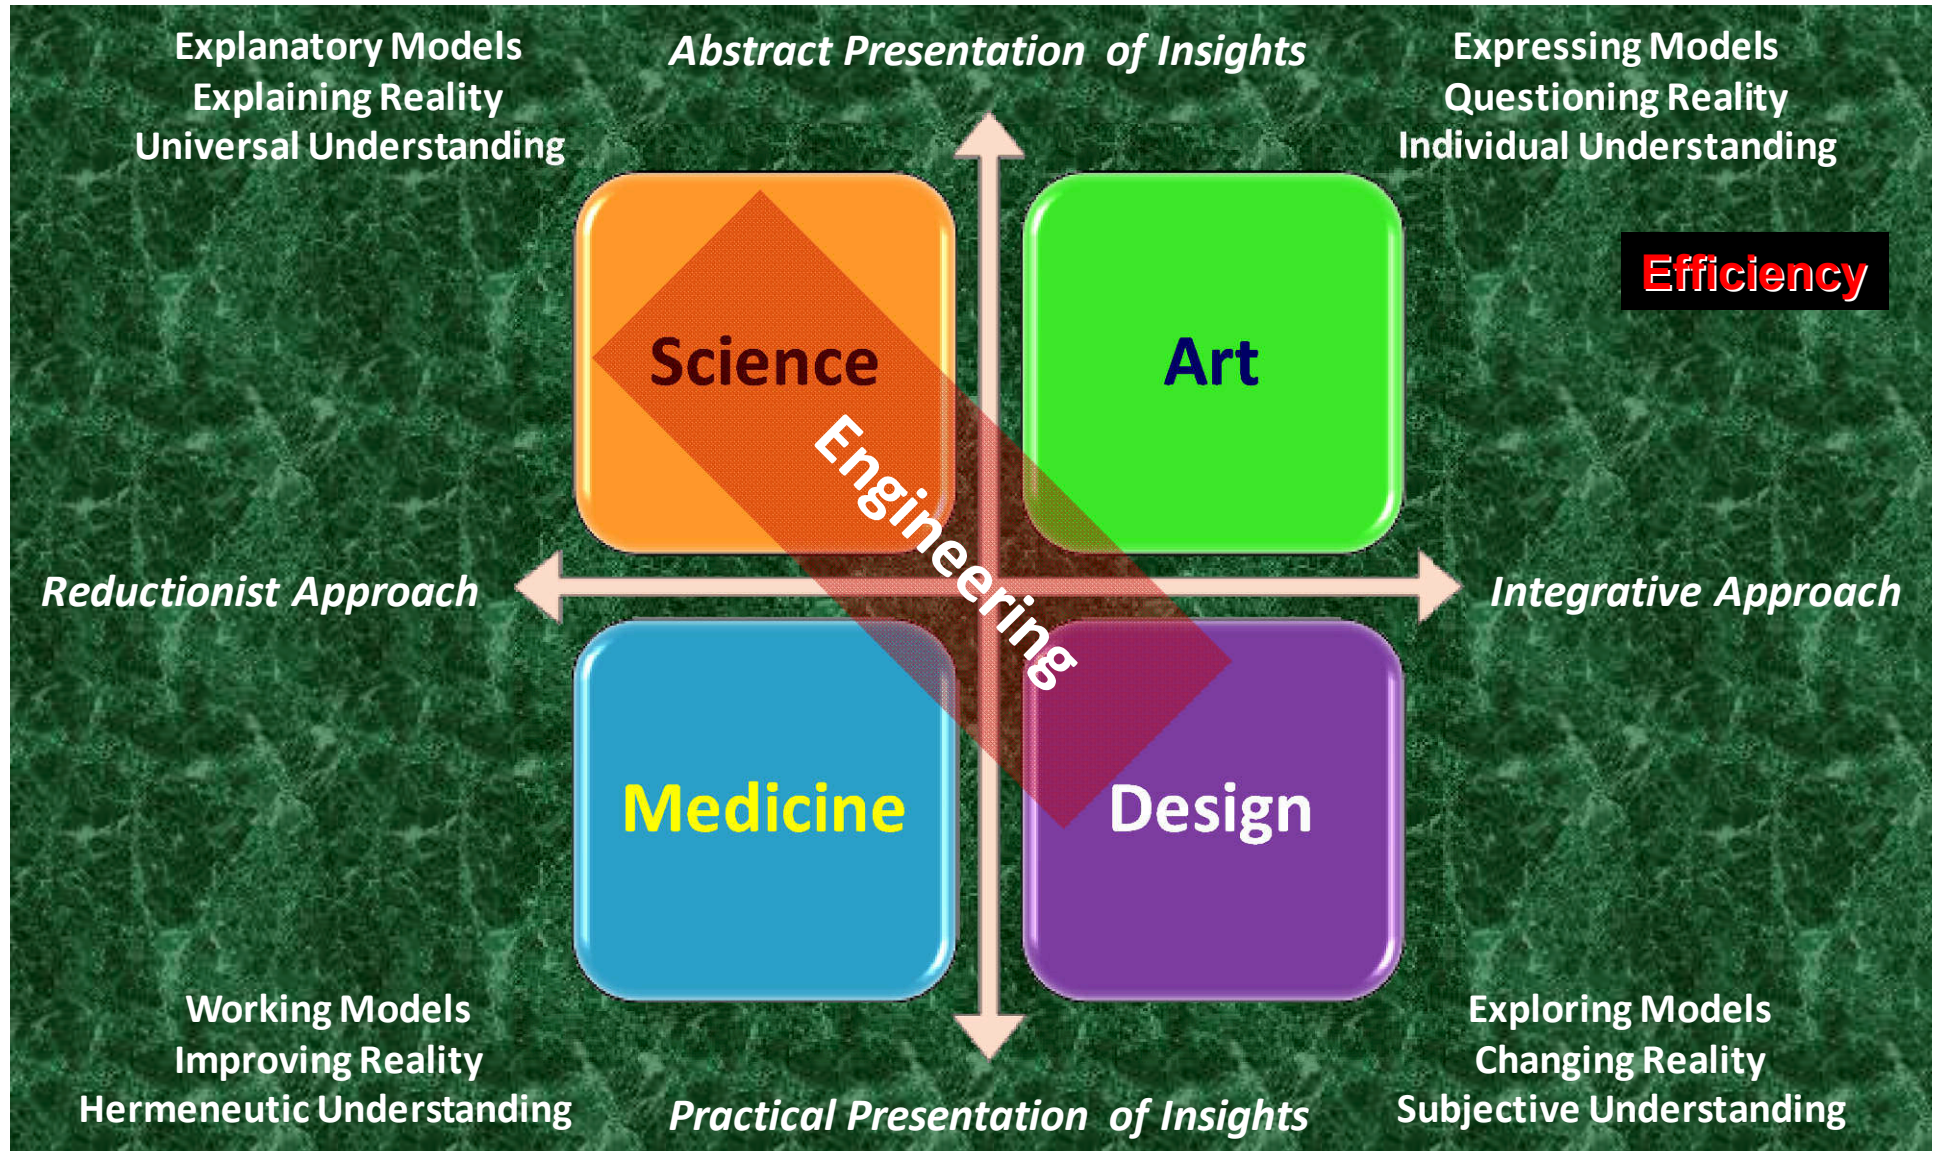 Explanatory Models
Explaining Reality
Universal Understanding
Abstract Presentation of Insights
Expressing Models
Questioning Reality
Individual Understanding
Efficiency
Science
Art
Engineering
Reductionist Approach
Integrative Approach
Medicine
Design
Working Models
Improving Reality
Hermeneutic Understanding
Practical Presentation of Insights
Exploring Models
Changing Reality
Subjective Understanding